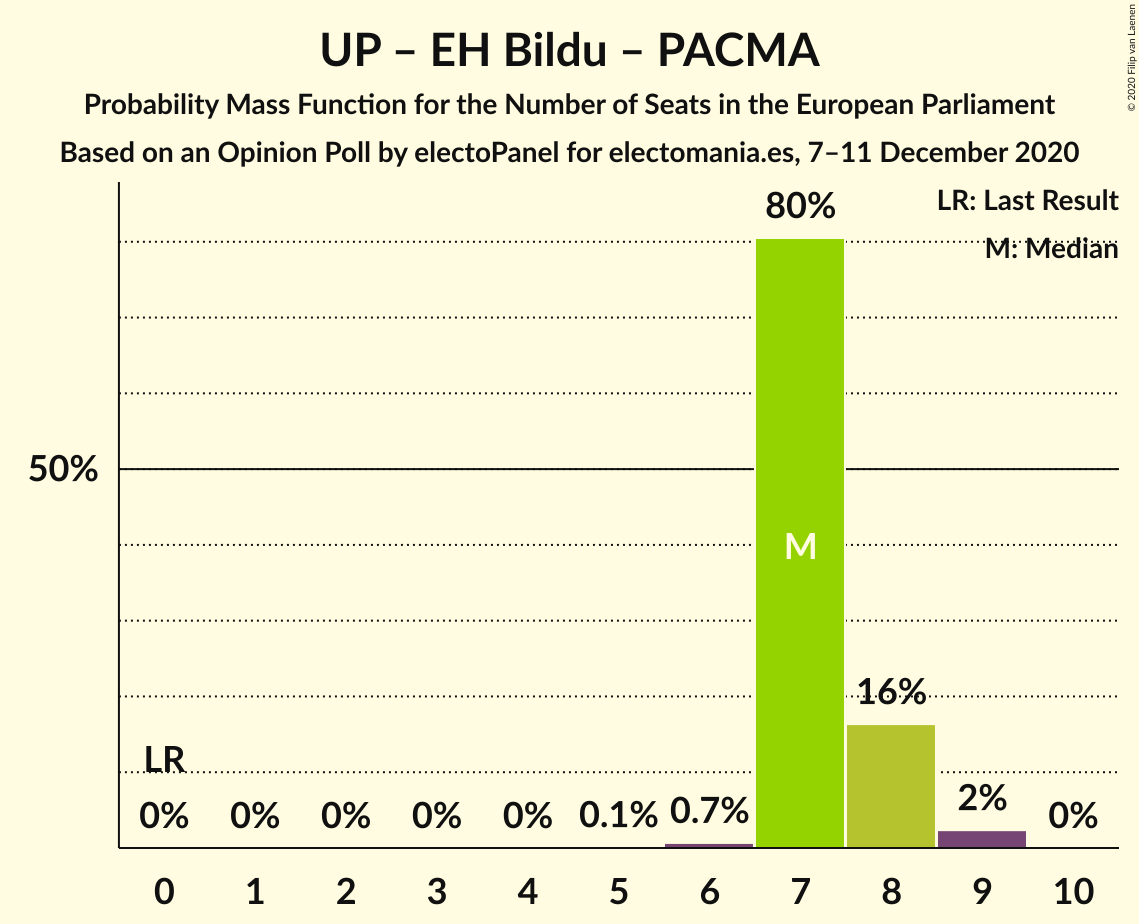 UP – EH Bildu – PACMA
Probability Mass Function for the Number of Seats in the European Parliament
Based on an Opinion Poll by electoPanel for electomania.es, 7–11 December 2020
© 2020 Filip van Laenen
LR: Last Result
M: Median
80%
50%
M
16%
LR
0% 0% 0% 0% 0% 0.1% 0.7% 2% 0%
0 1 2 3 4 5 6 7 8 9 10